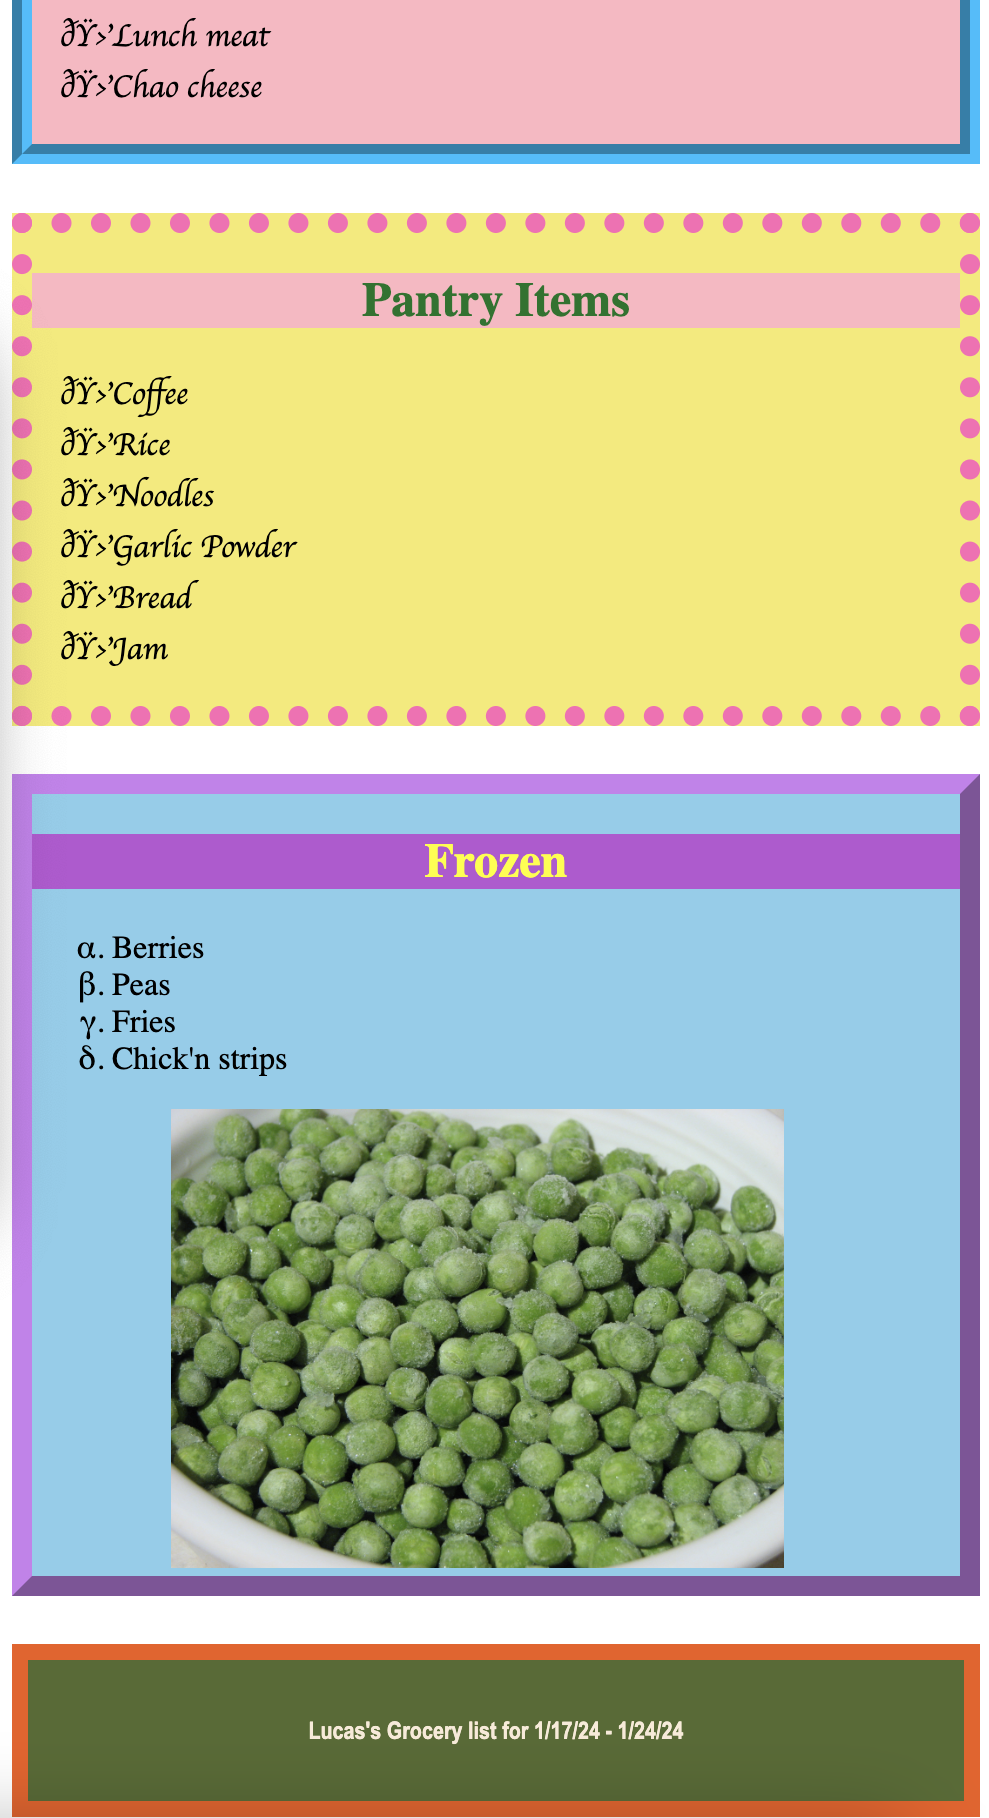 ðŸ›’Lunch meat
ðŸ›’Chao cheese
Pantry Items
ðŸ›’Coffee
ðŸ›’Rice
ðŸ›’Noodles
ðŸ›’Garlic Powder
ðŸ›’Bread
ðŸ›’Jam
Frozen
α. Berries
β. Peas
γ. Fries
δ. Chick'n strips
Lucas's Grocery list for 1/17/24 - 1/24/24